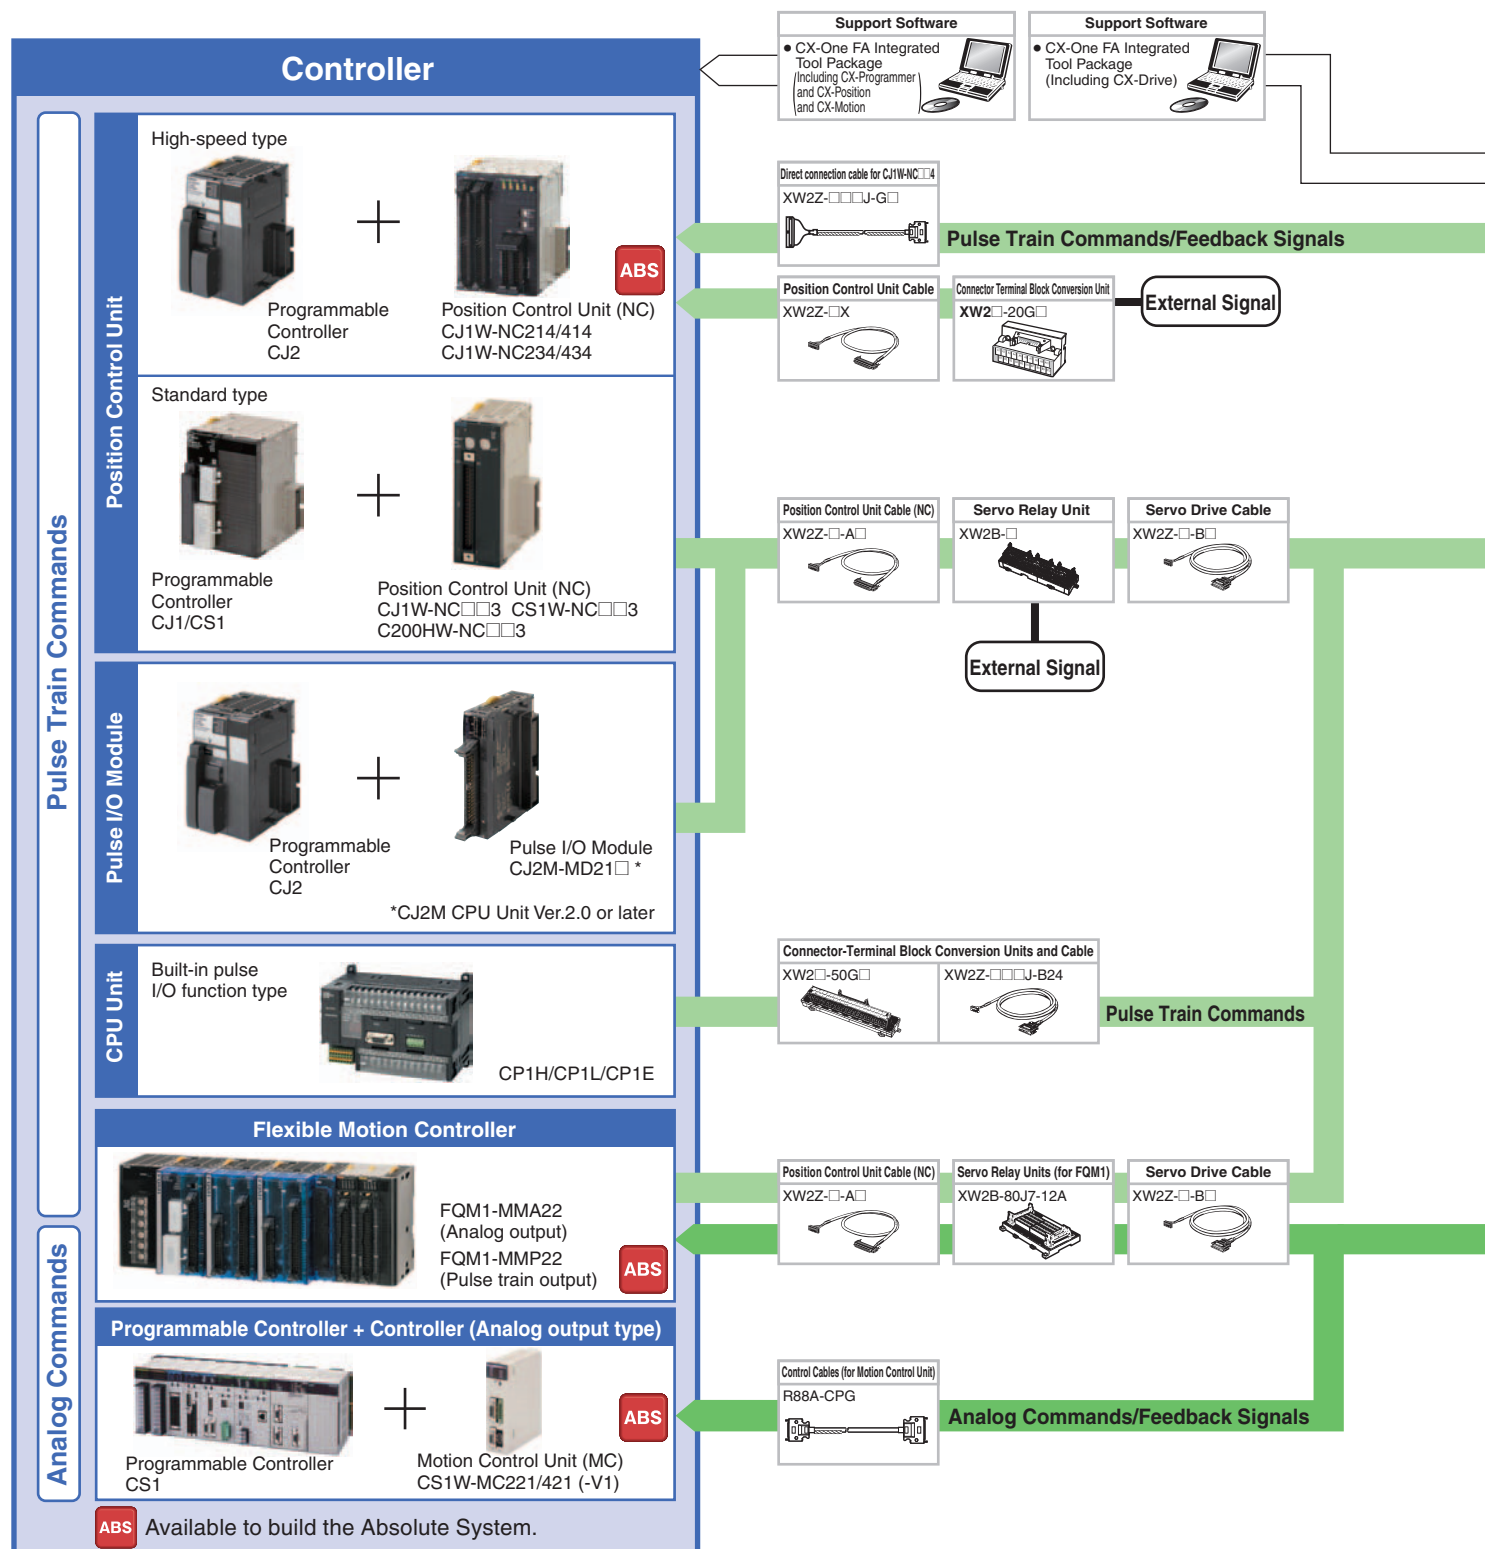 Support Software
● CX-One FA Integrated
Tool Package
(Including CX-Programmer
and CX-Position
and CX-Motion)
Support Software
● CX-One FA Integrated
Tool Package
(Including CX-Drive)
Controller
Pulse Train Commands
Position Control Unit
High-speed type
Programmable
Controller
CJ2
Position Control Unit (NC)
CJ1W-NC214/414
CJ1W-NC234/434
ABS
Direct connection cable for CJ1W-NC□□4
XW2Z-□□□J-G□
Pulse Train Commands/Feedback Signals
Position Control Unit Cable
XW2Z-□X
Connector Terminal Block Conversion Unit
XW2□-20G□
External Signal
Standard type
Programmable
Controller
CJ1/CS1
Position Control Unit (NC)
CJ1W-NC□□3 CS1W-NC□□3
C200HW-NC□□3
Position Control Unit Cable (NC)
XW2Z-□-A□
Servo Relay Unit
XW2B-□
Servo Drive Cable
XW2Z-□-B□
External Signal
Pulse I/O Module
Programmable
Controller
CJ2
Pulse I/O Module
CJ2M-MD21□ *
*CJ2M CPU Unit Ver.2.0 or later
CPU Unit
Built-in pulse
I/O function type
CP1H/CP1L/CP1E
Connector-Terminal Block Conversion Units and Cable
XW2□-50G□
XW2Z-□□□J-B24
Pulse Train Commands
Flexible Motion Controller
FQM1-MMA22
(Analog output)
FQM1-MMP22
(Pulse train output)
ABS
Position Control Unit Cable (NC)
XW2Z-□-A□
Servo Relay Units (for FQM1)
XW2B-80J7-12A
Servo Drive Cable
XW2Z-□-B□
Analog Commands
Programmable Controller + Controller (Analog output type)
Programmable Controller
CS1
Motion Control Unit (MC)
CS1W-MC221/421 (-V1)
ABS
Control Cables (for Motion Control Unit)
R88A-CPG
Analog Commands/Feedback Signals
ABS Available to build the Absolute System.